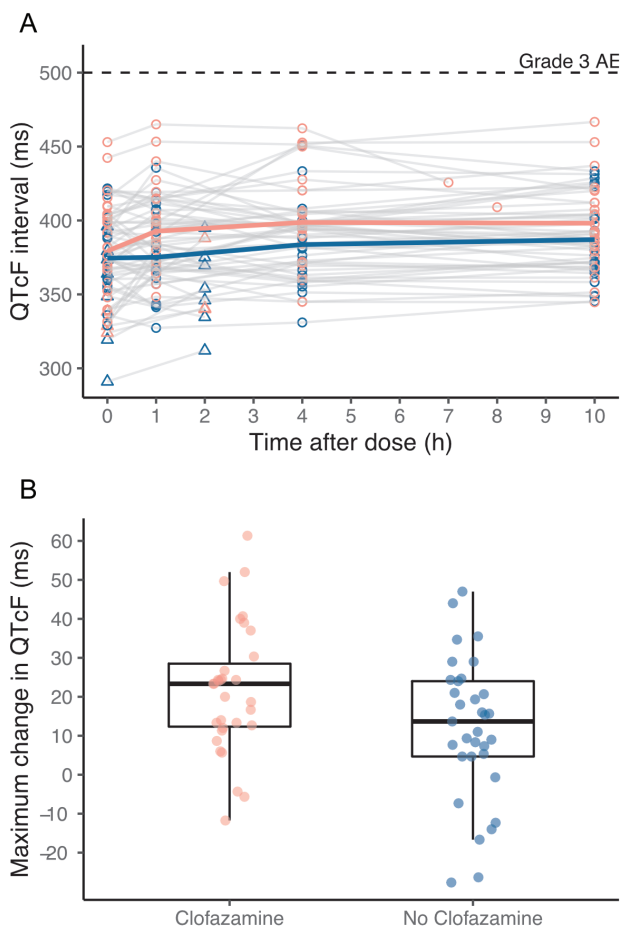 A
Grade 3 AE
500
450
400
350
300
QTcF interval (ms)
0 1 2 3 4 5 6 7 8 9 10
Time after dose (h)
B
60
50
40
30
20
10
0
−10
−20
Maximum change in QTcF (ms)
Clofazamine No Clofazamine